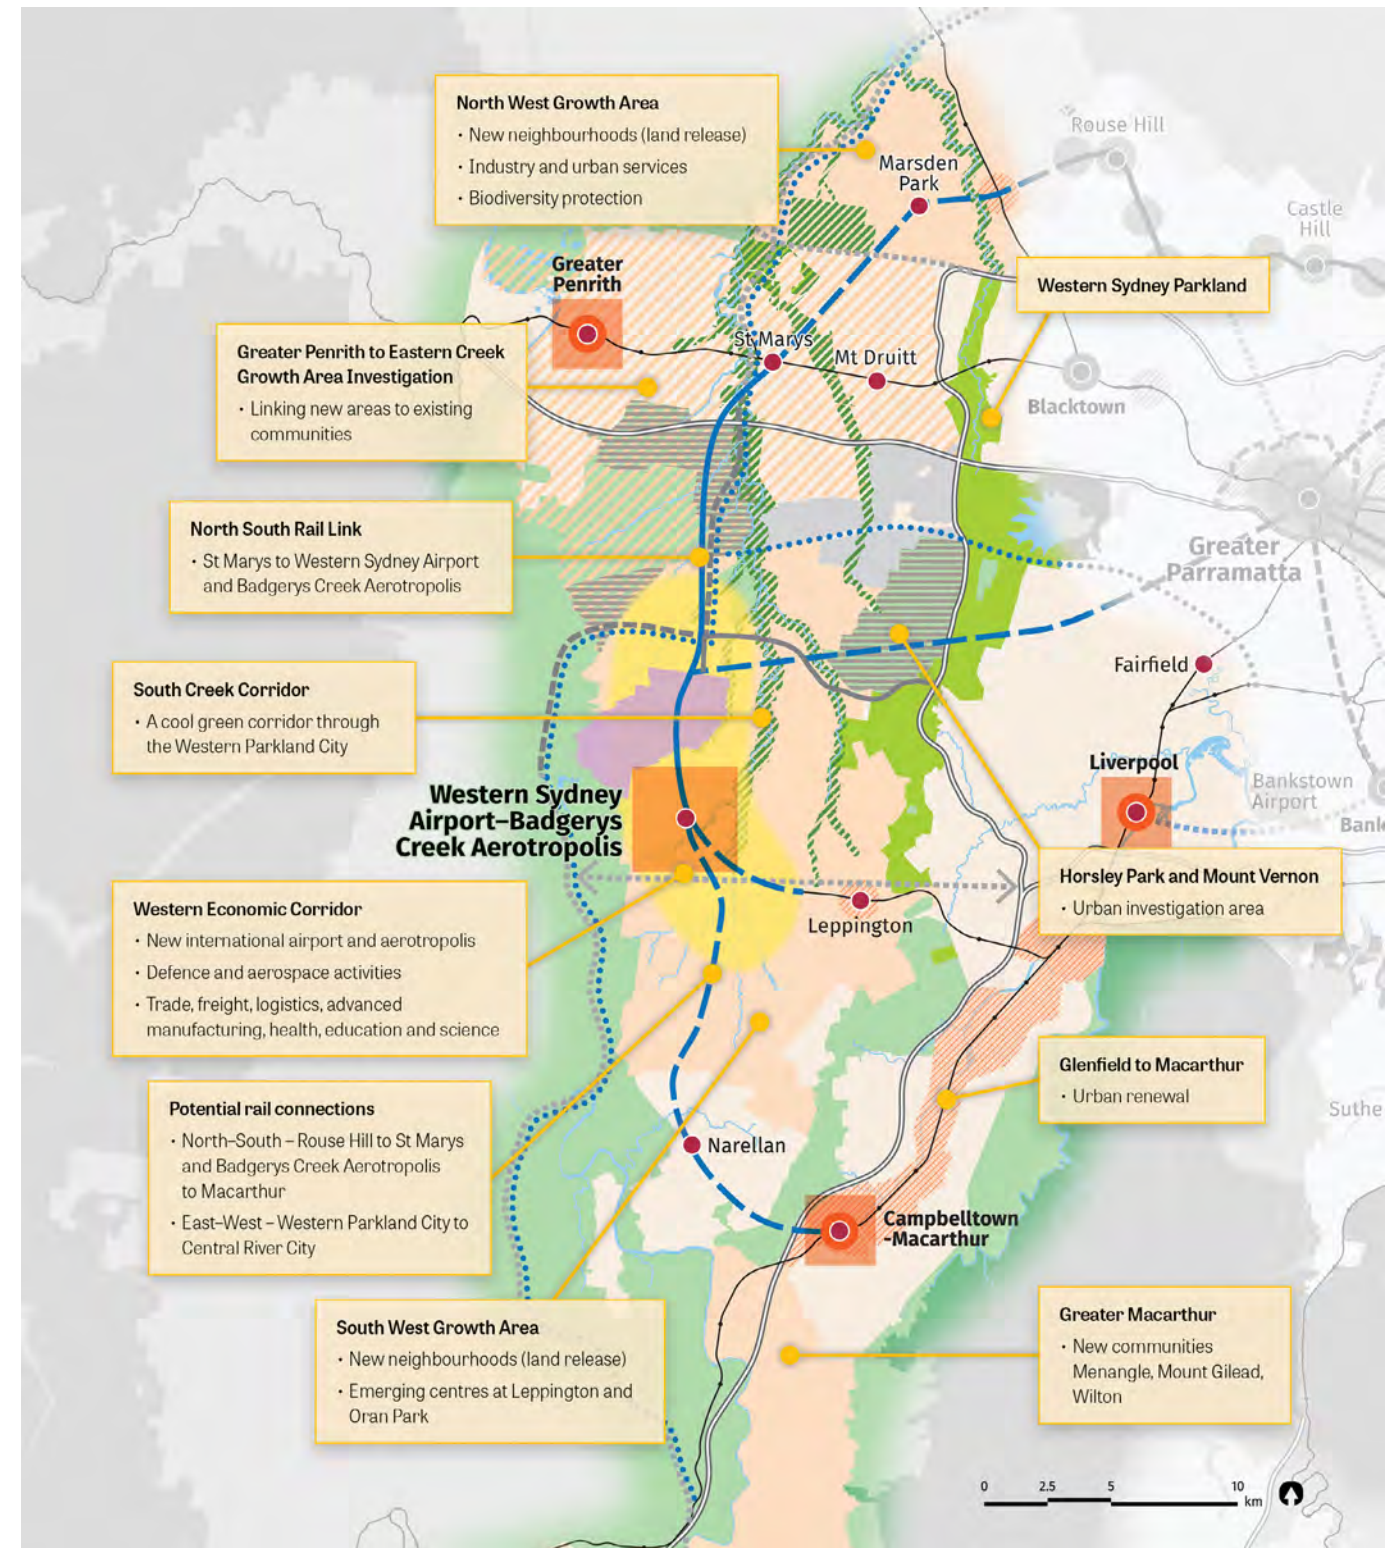 North West Growth Area
· New neighbourhoods (land release)
· Industry and urban services
· Biodiversity protection
Rouse Hill
Marsden
Park
Castle
Hill
Greater
Penrith
Western Sydney Parkland
Greater Penrith to Eastern Creek
Growth Area Investigation
· Linking new areas to existing
communities
St Marys
Mt Druitt
Blacktown
North South Rail Link
· St Marys to Western Sydney Airport
and Badgerys Creek Aerotropolis
Greater
Parramatta
South Creek Corridor
· A cool green corridor through
the Western Parkland City
Fairfield
Liverpool
Bankstown
Airport
Bank
Western Sydney
Airport–Badgerys
Creek Aerotropolis
Horsley Park and Mount Vernon
· Urban investigation area
Western Economic Corridor
· New international airport and aerotropolis
· Defence and aerospace activities
· Trade, freight, logistics, advanced
manufacturing, health, education and science
Leppington
Glenfield to Macarthur
· Urban renewal
Suthe
Potential rail connections
· North–South – Rouse Hill to St Marys
and Badgerys Creek Aerotropolis
to Macarthur
· East–West – Western Parkland City to
Central River City
Narellan
Campbelltown
-Macarthur
South West Growth Area
· New neighbourhoods (land release)
· Emerging centres at Leppington and
Oran Park
Greater Macarthur
· New communities
Menangle, Mount Gilead,
Wilton
0 2.5 5 10
km